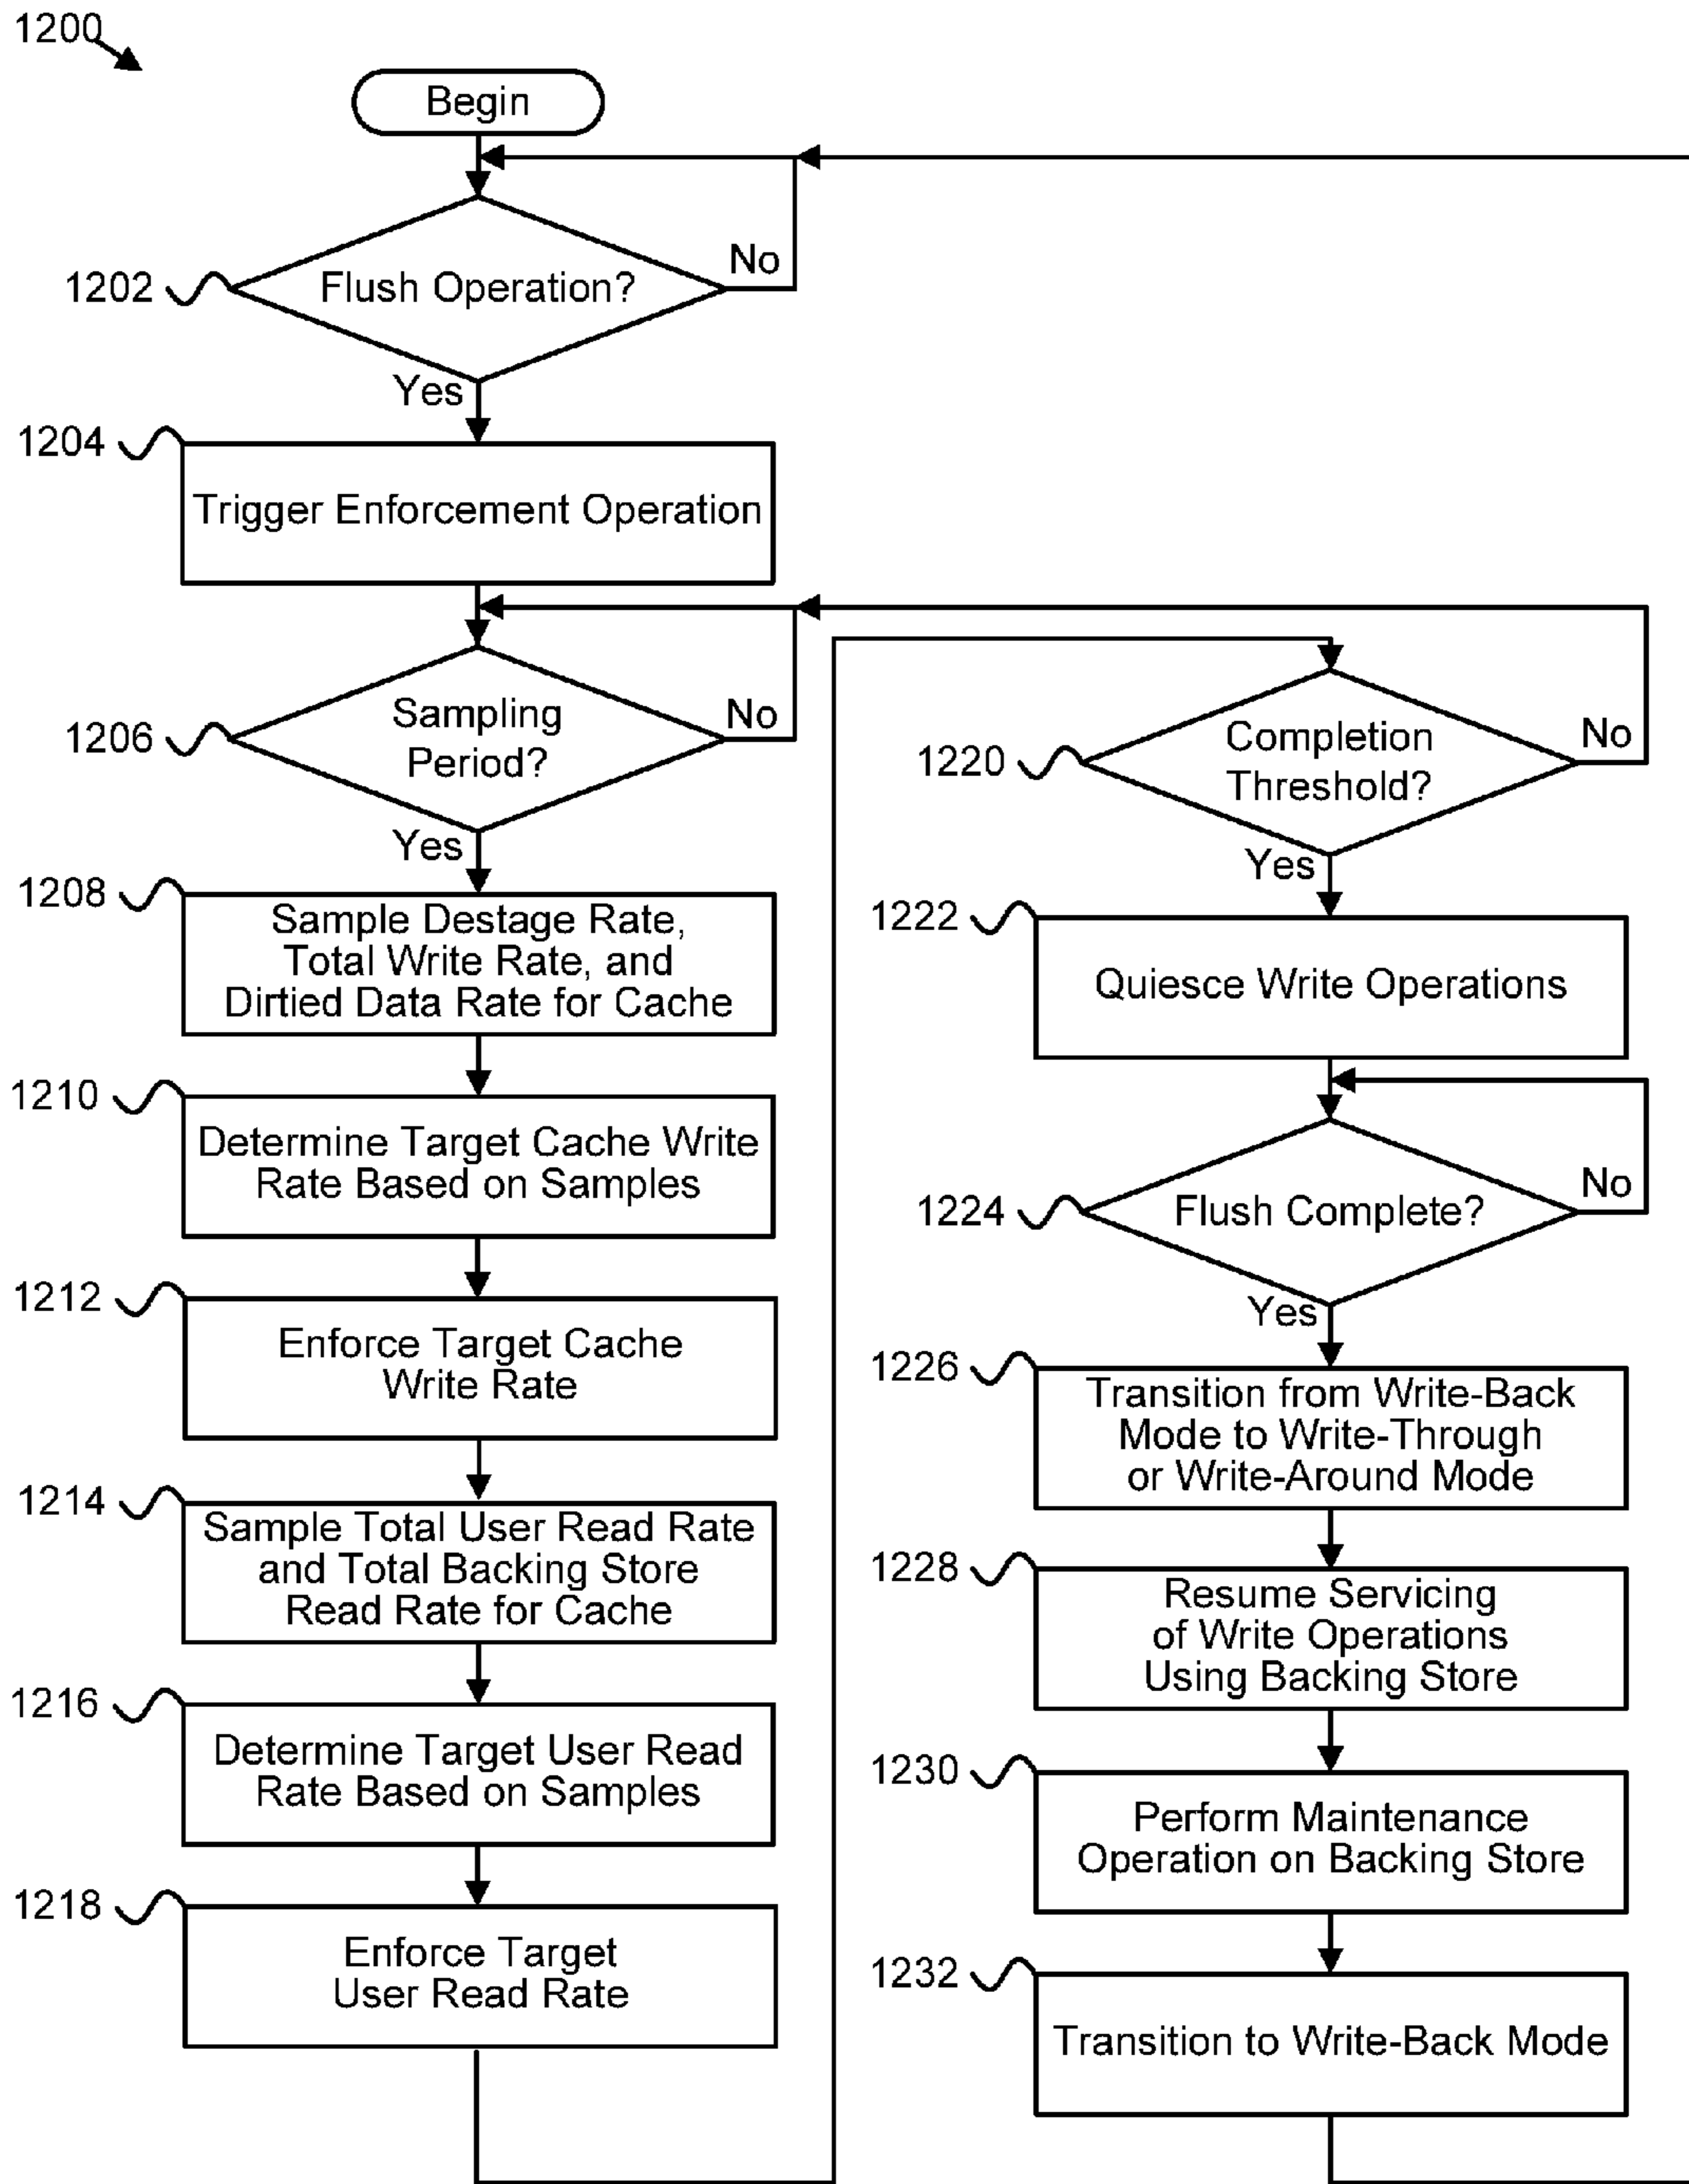 1200
Begin
1202
Flush Operation?
No
Yes
1204
Trigger Enforcement Operation
1206
Sampling
Period?
No
Yes
1208
Sample Destage Rate,
Total Write Rate, and
Dirtied Data Rate for Cache
1210
Determine Target Cache Write
Rate Based on Samples
1212
Enforce Target Cache
Write Rate
1214
Sample Total User Read Rate
and Total Backing Store
Read Rate for Cache
1216
Determine Target User Read
Rate Based on Samples
1218
Enforce Target
User Read Rate
1220
Completion
Threshold?
No
Yes
1222
Quiesce Write Operations
1224
Flush Complete?
No
Yes
1226
Transition from Write-Back
Mode to Write-Through
or Write-Around Mode
1228
Resume Servicing
of Write Operations
Using Backing Store
1230
Perform Maintenance
Operation on Backing Store
1232
Transition to Write-Back Mode